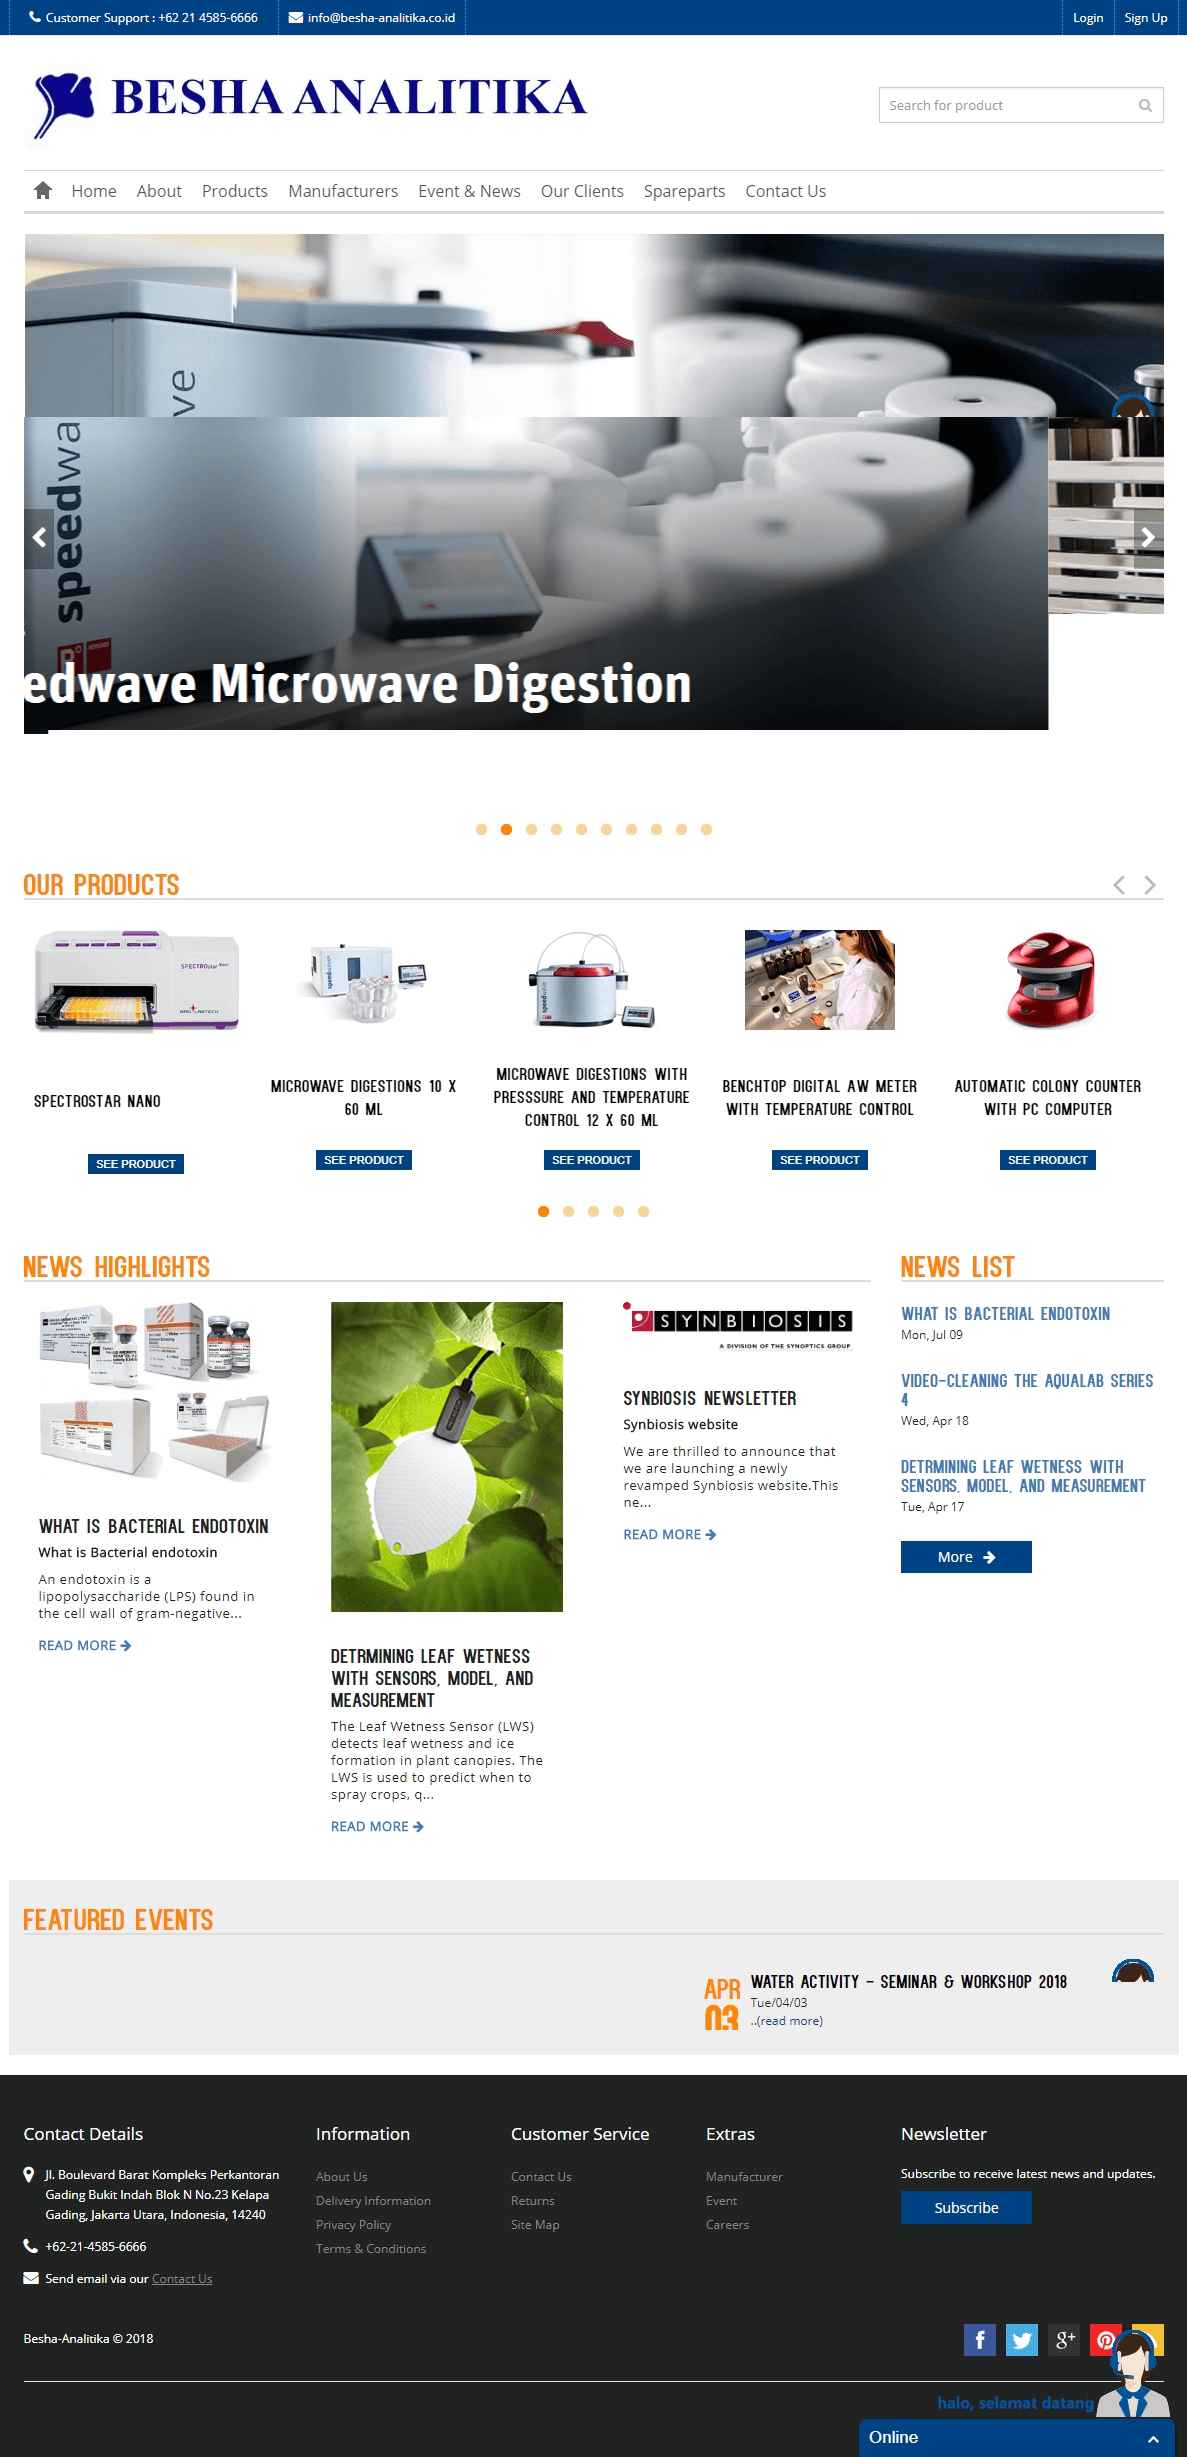 Customer Support : +62 21 4585-6666
info@besha-analitika.co.id
Login
Sign Up
BESHA ANALITIKA
Search for product
Home
About
Products
Manufacturers
Event & News
Our Clients
Spareparts
Contact Us
speedwa
edwave Microwave Digestion
OUR PRODUCTS
SPECTROstar Nano
BMG LABTECH
speedwave
speedwave
SPECTROSTAR NANO
SEE PRODUCT
MICROWAVE DIGESTIONS 10 X
60 ML
SEE PRODUCT
MICROWAVE DIGESTIONS WITH
PRESSSURE AND TEMPERATURE
CONTROL 12 X 60 ML
SEE PRODUCT
BENCHTOP DIGITAL AW METER
WITH TEMPERATURE CONTROL
SEE PRODUCT
AUTOMATIC COLONY COUNTER
WITH PC COMPUTER
SEE PRODUCT
NEWS HIGHLIGHTS
WHAT IS BACTERIAL ENDOTOXIN
What is Bacterial endotoxin
An endotoxin is a
lipopolysaccharide (LPS) found in
the cell wall of gram-negative...
READ MORE
DETRMINING LEAF WETNESS
WITH SENSORS, MODEL, AND
MEASUREMENT
The Leaf Wetness Sensor (LWS)
detects leaf wetness and ice
formation in plant canopies. The
LWS is used to predict when to
spray crops, q...
READ MORE
SYNBIOSIS
A DIVISION OF THE SYNOPTICS GROUP
SYNBIOSIS NEWSLETTER
Synbiosis website
We are thrilled to announce that
we are launching a newly
revamped Synbiosis website.This
ne...
READ MORE
NEWS LIST
WHAT IS BACTERIAL ENDOTOXIN
Mon, Jul 09
VIDEO-CLEANING THE AQUALAB SERIES
4
Wed, Apr 18
DETRMINING LEAF WETNESS WITH
SENSORS, MODEL, AND MEASUREMENT
Tue, Apr 17
More
FEATURED EVENTS
APR
03
WATER ACTIVITY - SEMINAR & WORKSHOP 2018
Tue/04/03
..(read more)
Contact Details
Jl. Boulevard Barat Kompleks Perkantoran
Gading Bukit Indah Blok N No.23 Kelapa
Gading, Jakarta Utara, Indonesia, 14240
+62-21-4585-6666
Send email via our Contact Us
Information
About Us
Delivery Information
Privacy Policy
Terms & Conditions
Customer Service
Contact Us
Returns
Site Map
Extras
Manufacturer
Event
Careers
Newsletter
Subscribe to receive latest news and updates.
Subscribe
Besha-Analitika © 2018
halo, selamat datang
Online